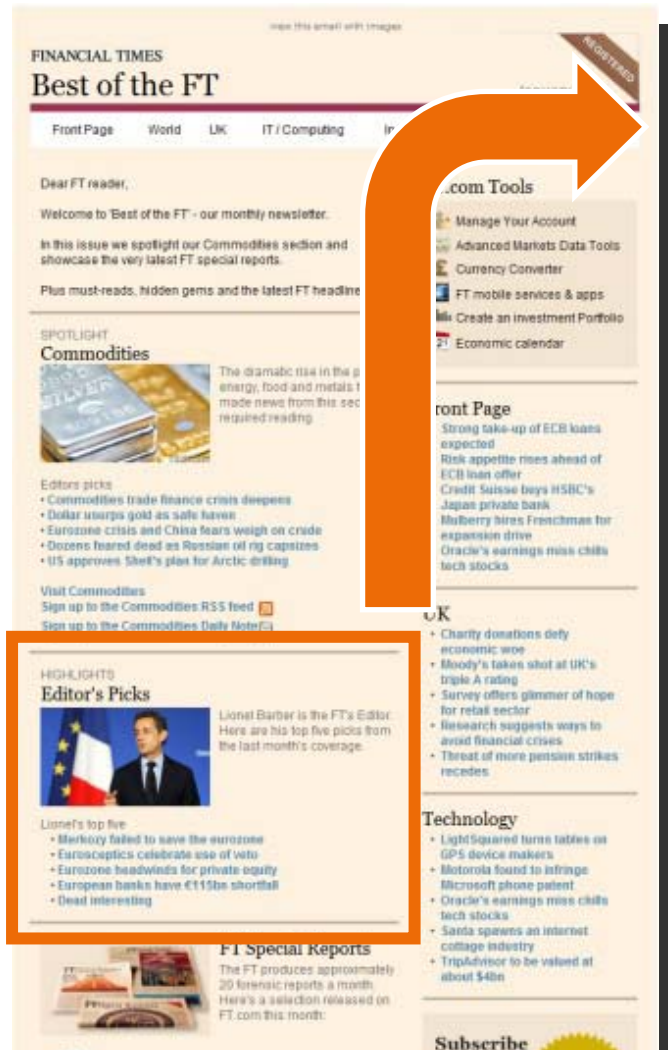 view this email with images
REGISTERED
FINANCIAL TIMES
Best of the FT
Front Page World UK IT / Computing
Dear FT reader,
Welcome to 'Best of the FT' - our monthly newsletter.
In this issue we spotlight our Commodities section and
showcase the very latest FT special reports.
Plus must-reads, hidden gems and the latest FT headline
SPOTLIGHT
Commodities
The dramatic rise in the
energy, food and metals
made news from this
required reading.
SILVER
Editors picks
• Commodities trade finance crisis deepens
• Dollar usurps gold as safe haven
• Eurozone crisis and China fears weigh on crude
• Dozens feared dead as Russian oil rig capsizes
• US approves Shell's plan for Arctic drilling
Visit Commodities
Sign up to the Commodities RSS feed
Sign up to the Commodities Daily Note
HIGHLIGHTS
Editor's Picks
Lionel Barber is the FT's Editor.
Here are his top five picks from
the last month's coverage.
Lionel's top five
• Merkozy failed to save the eurozone
• Eurosceptics celebrate use of veto
• Eurozone headwinds for private equity
• European banks have €115bn shortfall
• Dead interesting
FT Special Reports
The FT produces approximately
20 forensic reports a month.
Here's a selection released on
FT.com this month:
.com Tools
Manage Your Account
Advanced Markets Data Tools
Currency Converter
FT mobile services & apps
Create an investment Portfolio
Economic calendar
ront Page
Strong take-up of ECB loans
expected
Risk appetite rises ahead of
ECB loan offer
Credit Suisse buys HSBC's
Japan private bank
Mulberry hires Frenchman for
expansion drive
Oracle's earnings miss chills
tech stocks
UK
• Charity donations defy
economic woe
• Moody's takes shot at UK's
triple A rating
• Survey offers glimmer of hope
for retail sector
• Research suggests ways to
avoid financial crises
• Threat of more pension strikes
recedes
Technology
• LightSquared turns tables on
GPS device makers
• Motorola found to infringe
Microsoft phone patent
• Oracle's earnings miss chills
tech stocks
• Santa spawns an internet
cottage industry
• TripAdvisor to be valued at
about $4bn
Subscribe